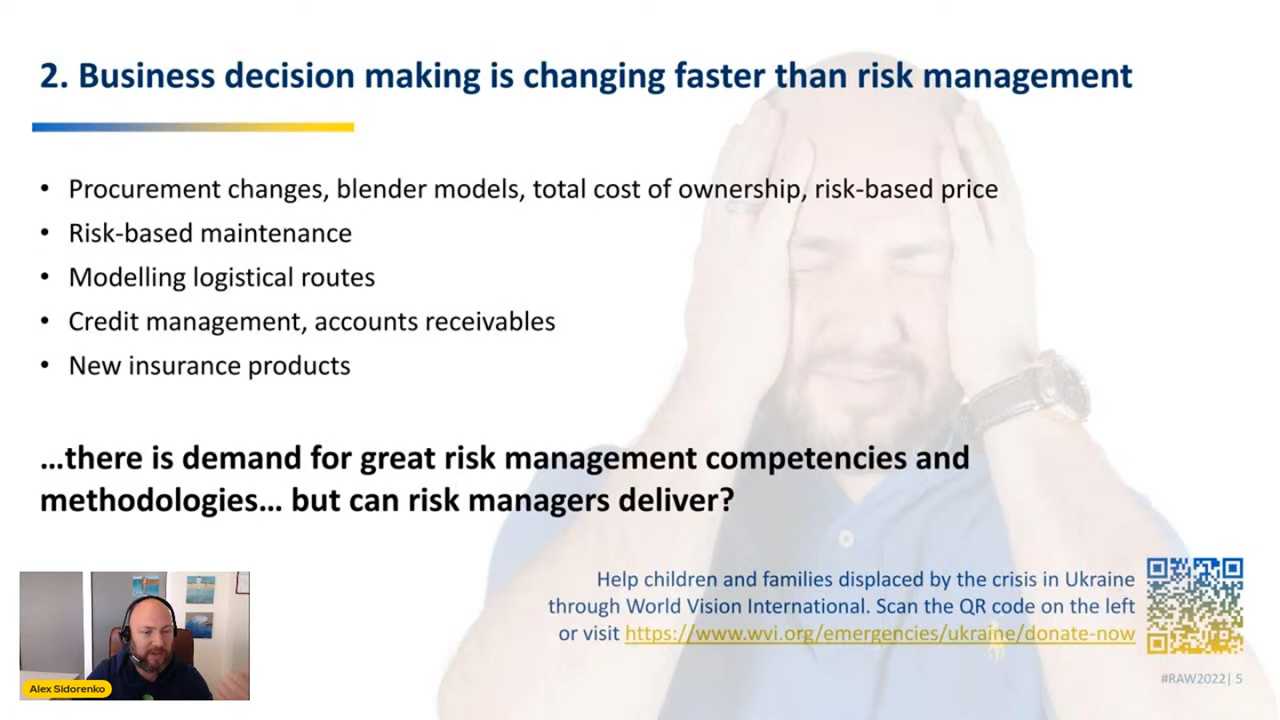 2. Business decision making is changing faster than risk management
• Procurement changes, blender models, total cost of ownership, risk-based price
• Risk-based maintenance
• Modelling logistical routes
• Credit management, accounts receivables
• New insurance products
…there is demand for great risk management competencies and
methodologies… but can risk managers deliver?
Help children and families displaced by the crisis in Ukraine
through World Vision International. Scan the QR code on the left
or visit https://www.wvi.org/emergencies/ukraine/donate-now
Alex Sidorenko
#RAW2022| 5